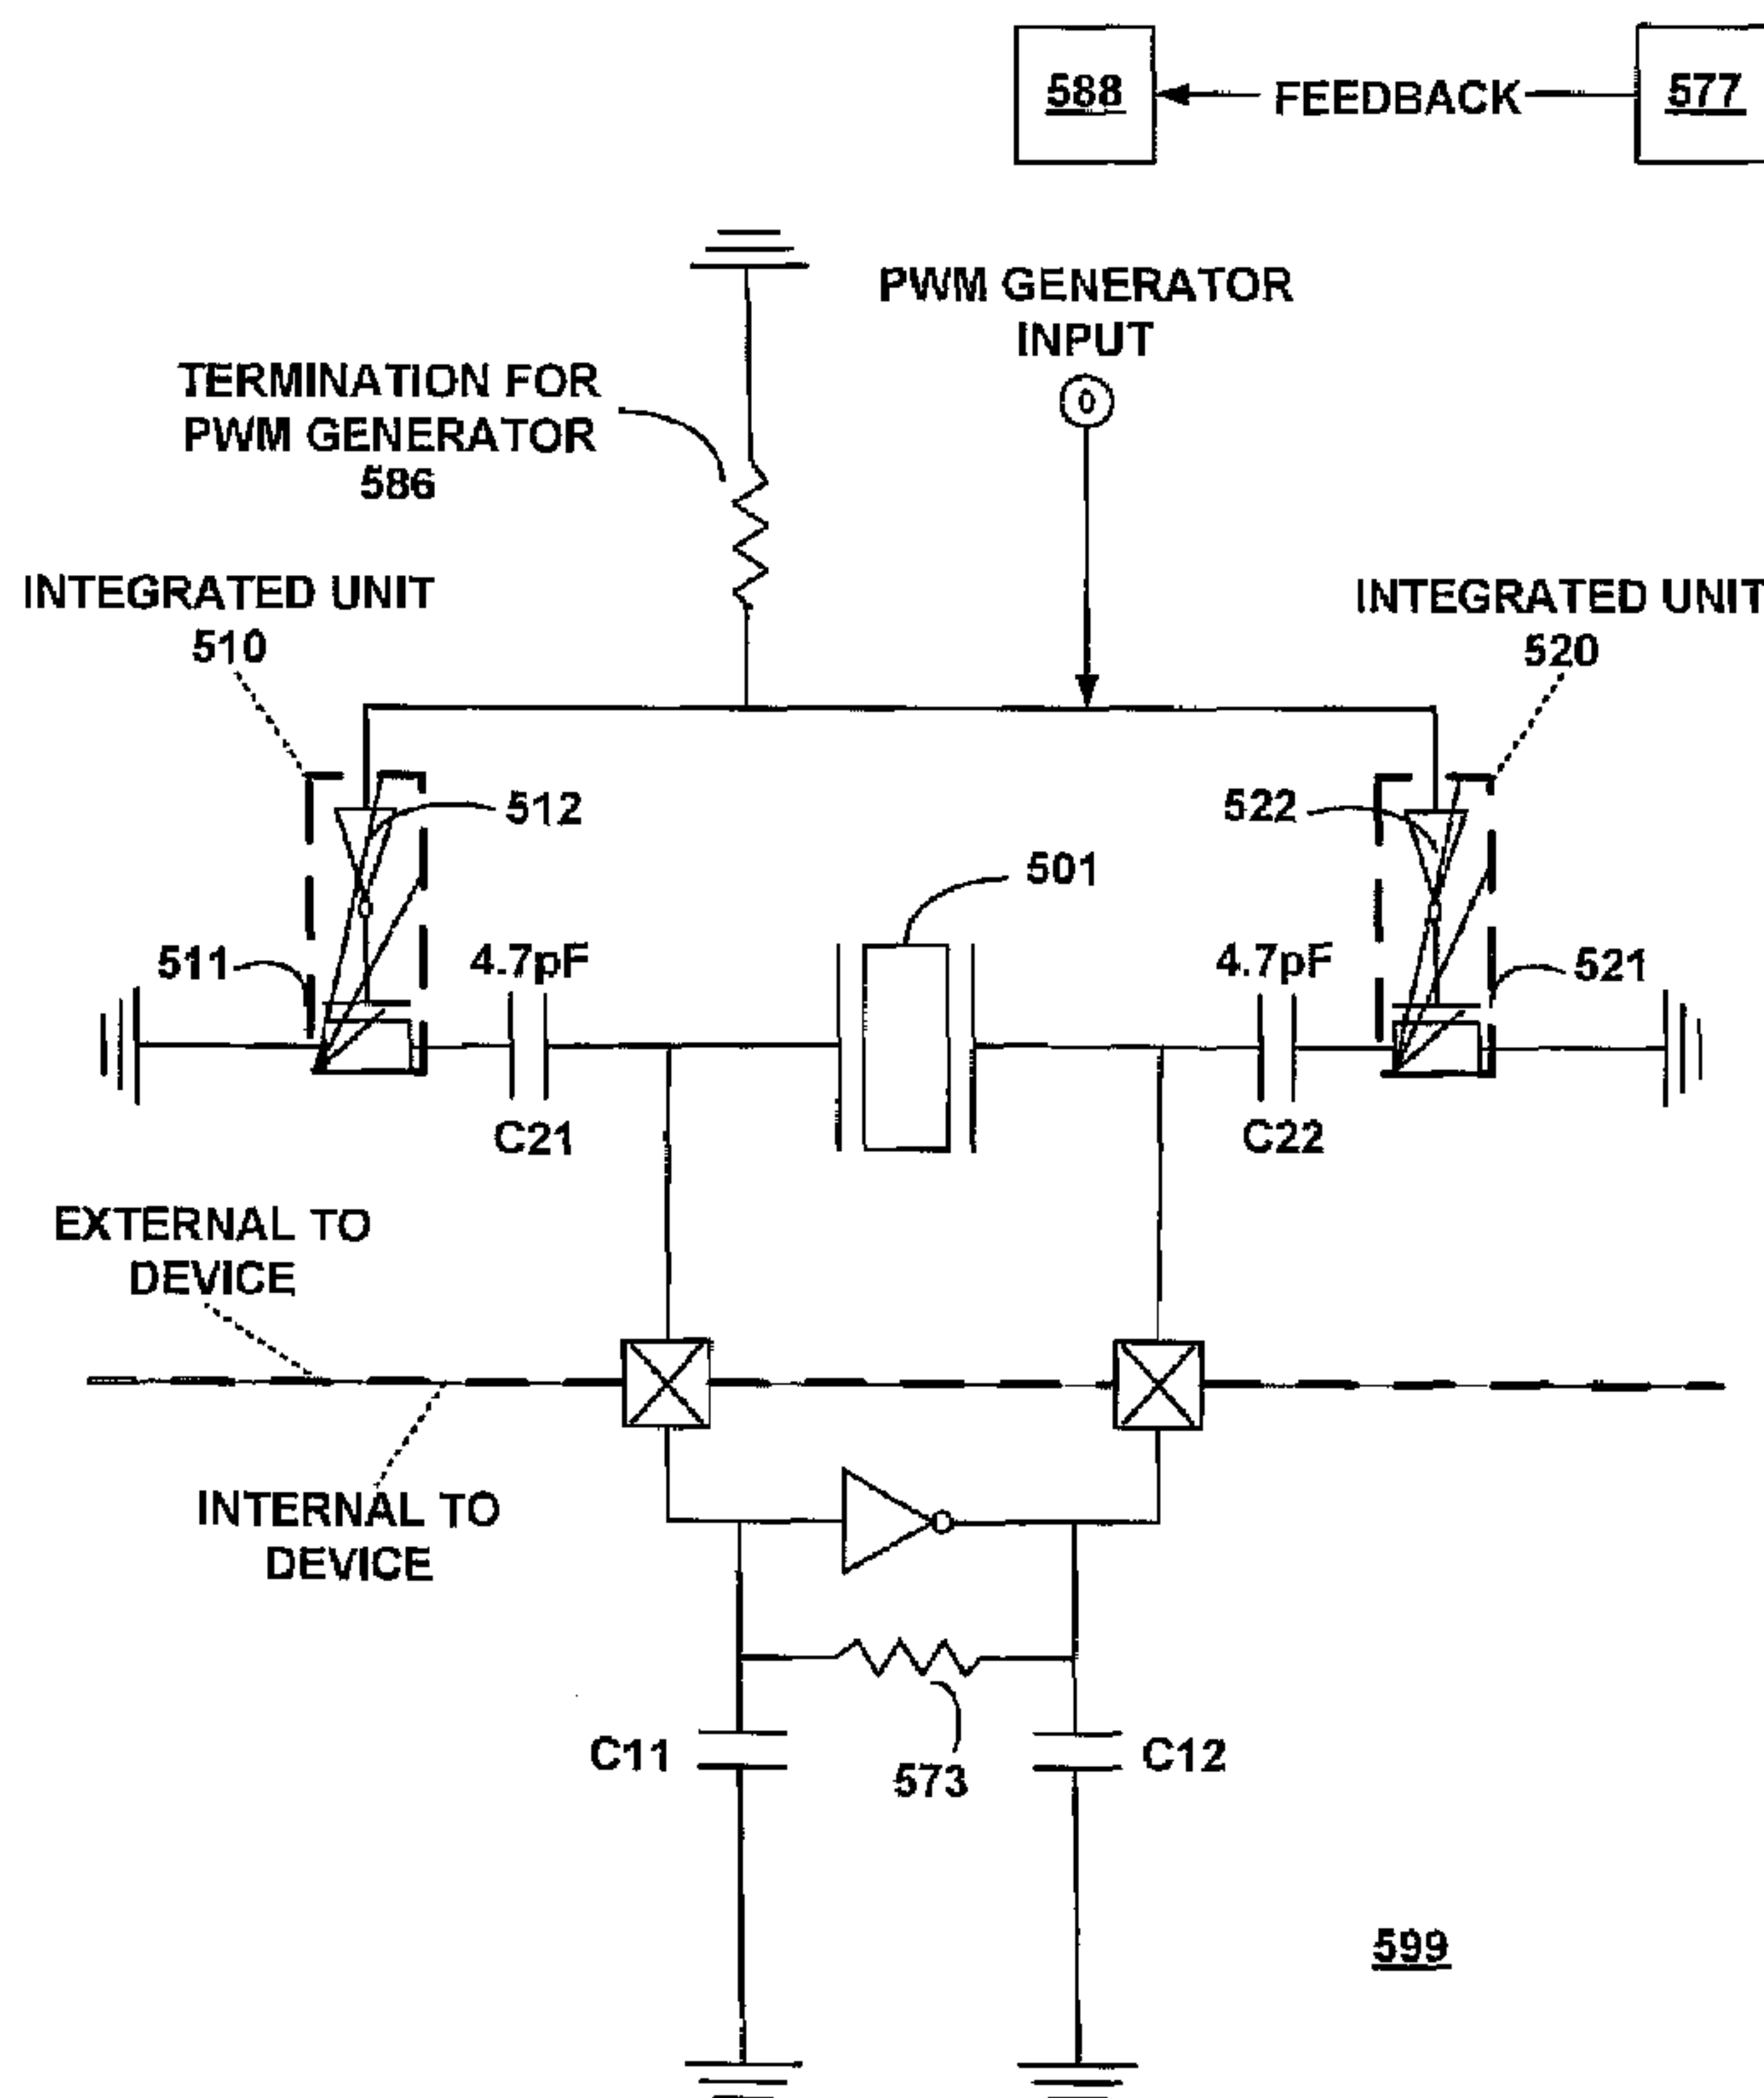 588
FEEDBACK
577
PWM GENERATOR
INPUT
0
TERMINATION FOR
PWM GENERATOR
586
INTEGRATED UNIT
510
INTEGRATED UNIT
520
512
522
501
511
4.7pF
4.7pF
521
C21
C22
EXTERNAL TO
DEVICE
INTERNAL TO
DEVICE
C11
573
C12
599